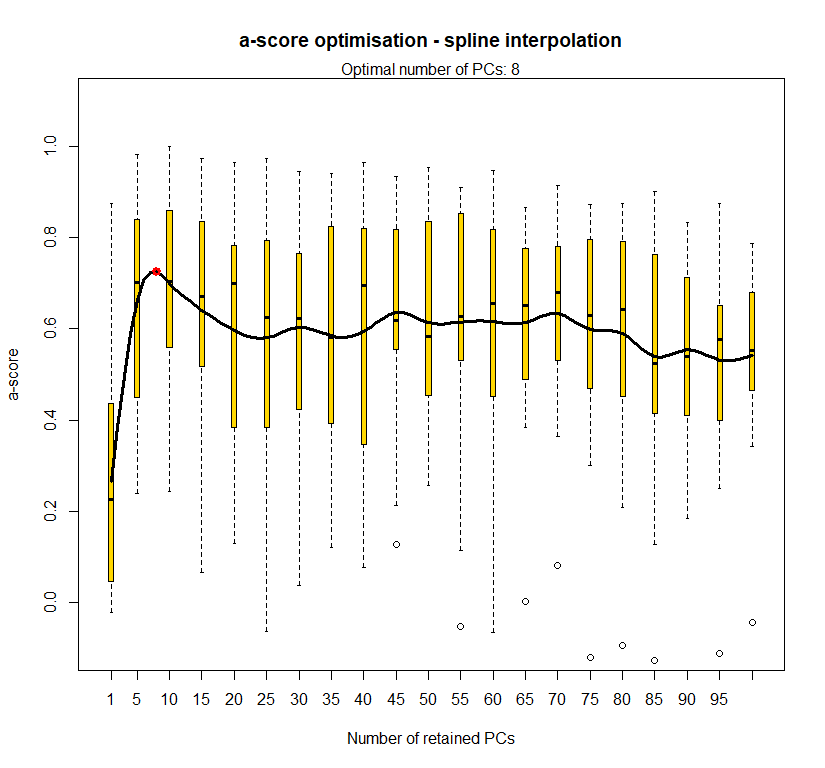 a-score optimisation - spline interpolation
Optimal number of PCs: 8
a-score
1.0
0.8
0.6
0.4
0.2
0.0
1 5 10 15 20 25 30 35 40 45 50 55 60 65 70 75 80 85 90 95
Number of retained PCs